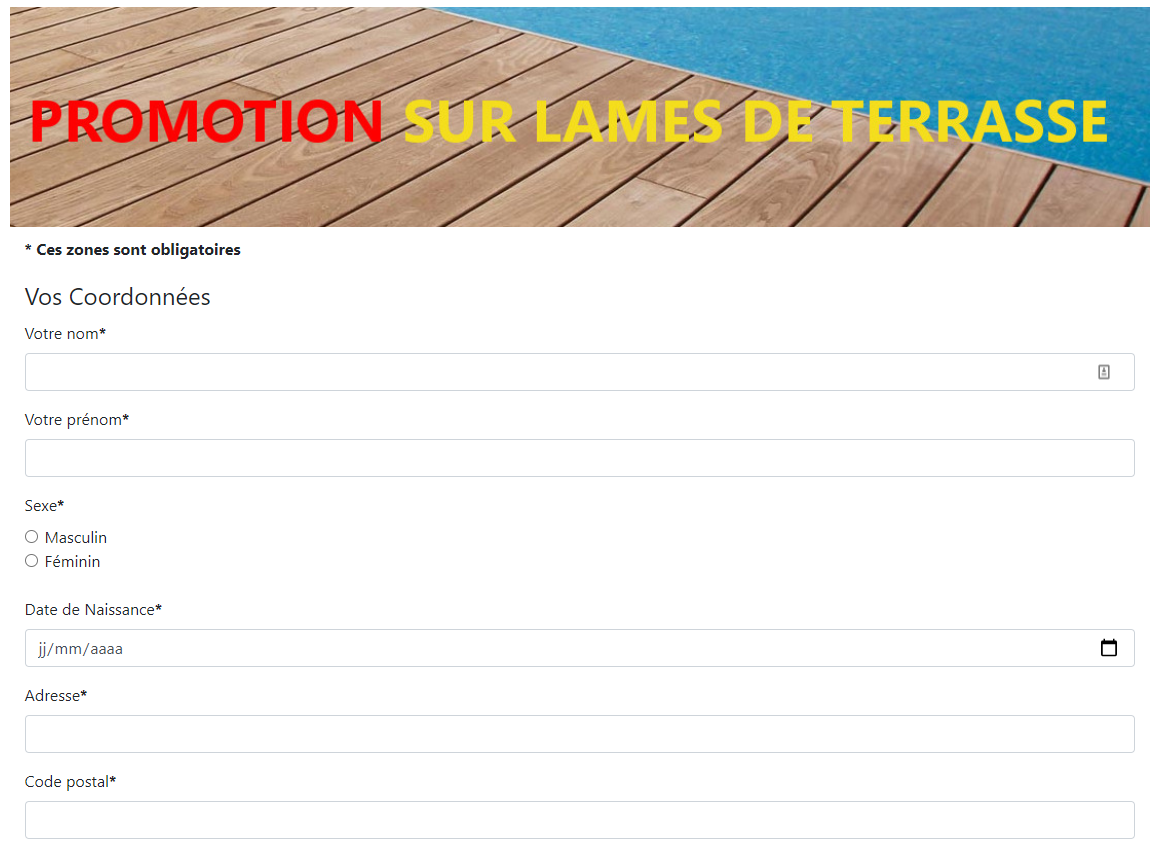 PROMOTION SUR LAMES DE TERRASSE
* Ces zones sont obligatoires
Vos Coordonnées
Votre nom*
Votre prénom*
Sexe*
Masculin
Féminin
Date de Naissance*
jj/mm/aaaa
Adresse*
Code postal*